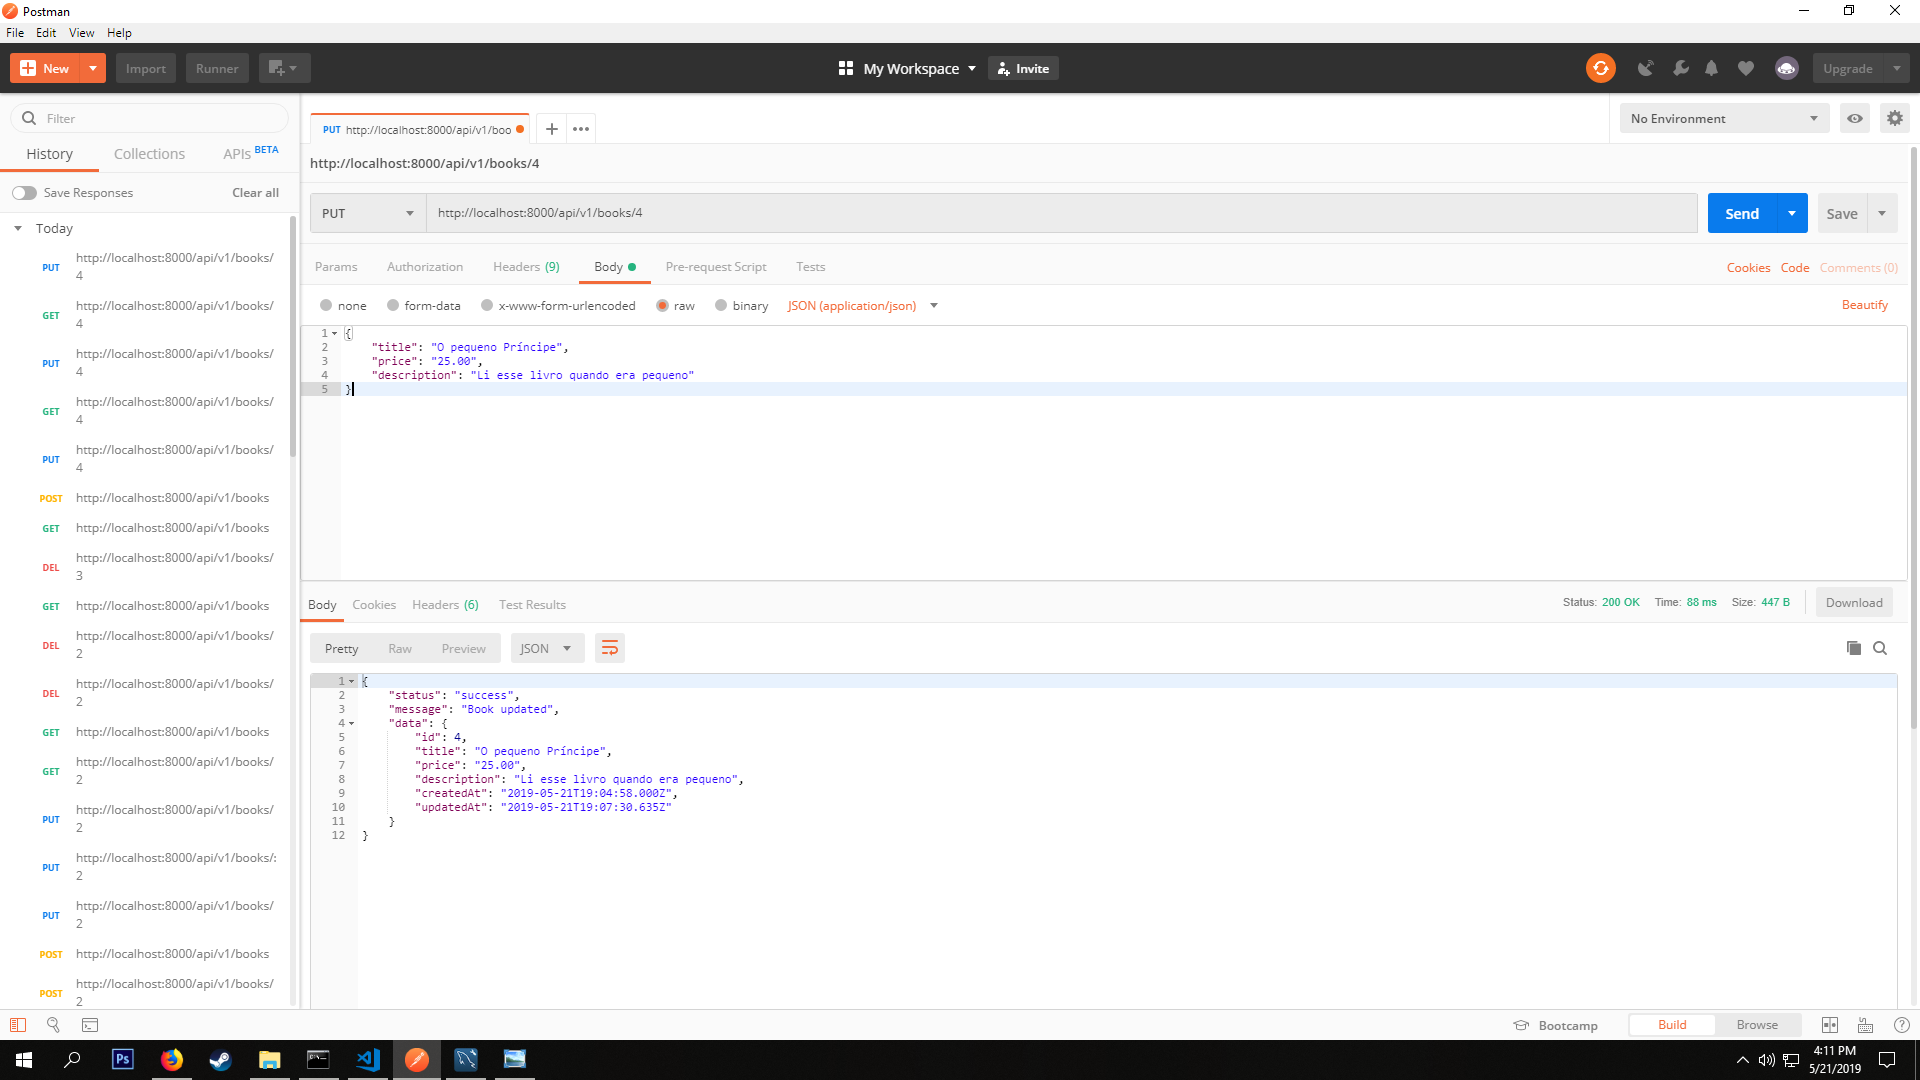 Postman
File Edit View Help
New Import Runner My Workspace Invite Upgrade
Filter
History Collections APIs BETA
Save Responses Clear all
Today
PUT http://localhost:8000/api/v1/books/
4
GET http://localhost:8000/api/v1/books/
4
PUT http://localhost:8000/api/v1/books/
4
GET http://localhost:8000/api/v1/books/
4
PUT http://localhost:8000/api/v1/books/
4
POST http://localhost:8000/api/v1/books
GET http://localhost:8000/api/v1/books
DEL http://localhost:8000/api/v1/books/
3
GET http://localhost:8000/api/v1/books
DEL http://localhost:8000/api/v1/books/
2
DEL http://localhost:8000/api/v1/books/
2
GET http://localhost:8000/api/v1/books
GET http://localhost:8000/api/v1/books/
2
PUT http://localhost:8000/api/v1/books/
2
PUT http://localhost:8000/api/v1/books/:
2
PUT http://localhost:8000/api/v1/books/
2
POST http://localhost:8000/api/v1/books
POST http://localhost:8000/api/v1/books/
2
PUT http://localhost:8000/api/v1/boo
No Environment
http://localhost:8000/api/v1/books/4
PUT http://localhost:8000/api/v1/books/4 Send Save
Params Authorization Headers (9) Body Pre-request Script Tests Cookies Code Comments (0)
none form-data x-www-form-urlencoded raw binary JSON (application/json) Beautify
1 {
2 "title": "O pequeno Príncipe",
3 "price": "25.00",
4 "description": "Li esse livro quando era pequeno"
5 }
Body Cookies Headers (6) Test Results Status: 200 OK Time: 88 ms Size: 447 B Download
Pretty Raw Preview JSON
1 {
2 "status": "success",
3 "message": "Book updated",
4 "data": {
5 "id": 4,
6 "title": "O pequeno Príncipe",
7 "price": "25.00",
8 "description": "Li esse livro quando era pequeno",
9 "createdAt": "2019-05-21T19:04:58.000Z",
10 "updatedAt": "2019-05-21T19:07:30.635Z"
11 }
12 }
Bootcamp Build Browse
Ps
4:11 PM
5/21/2019